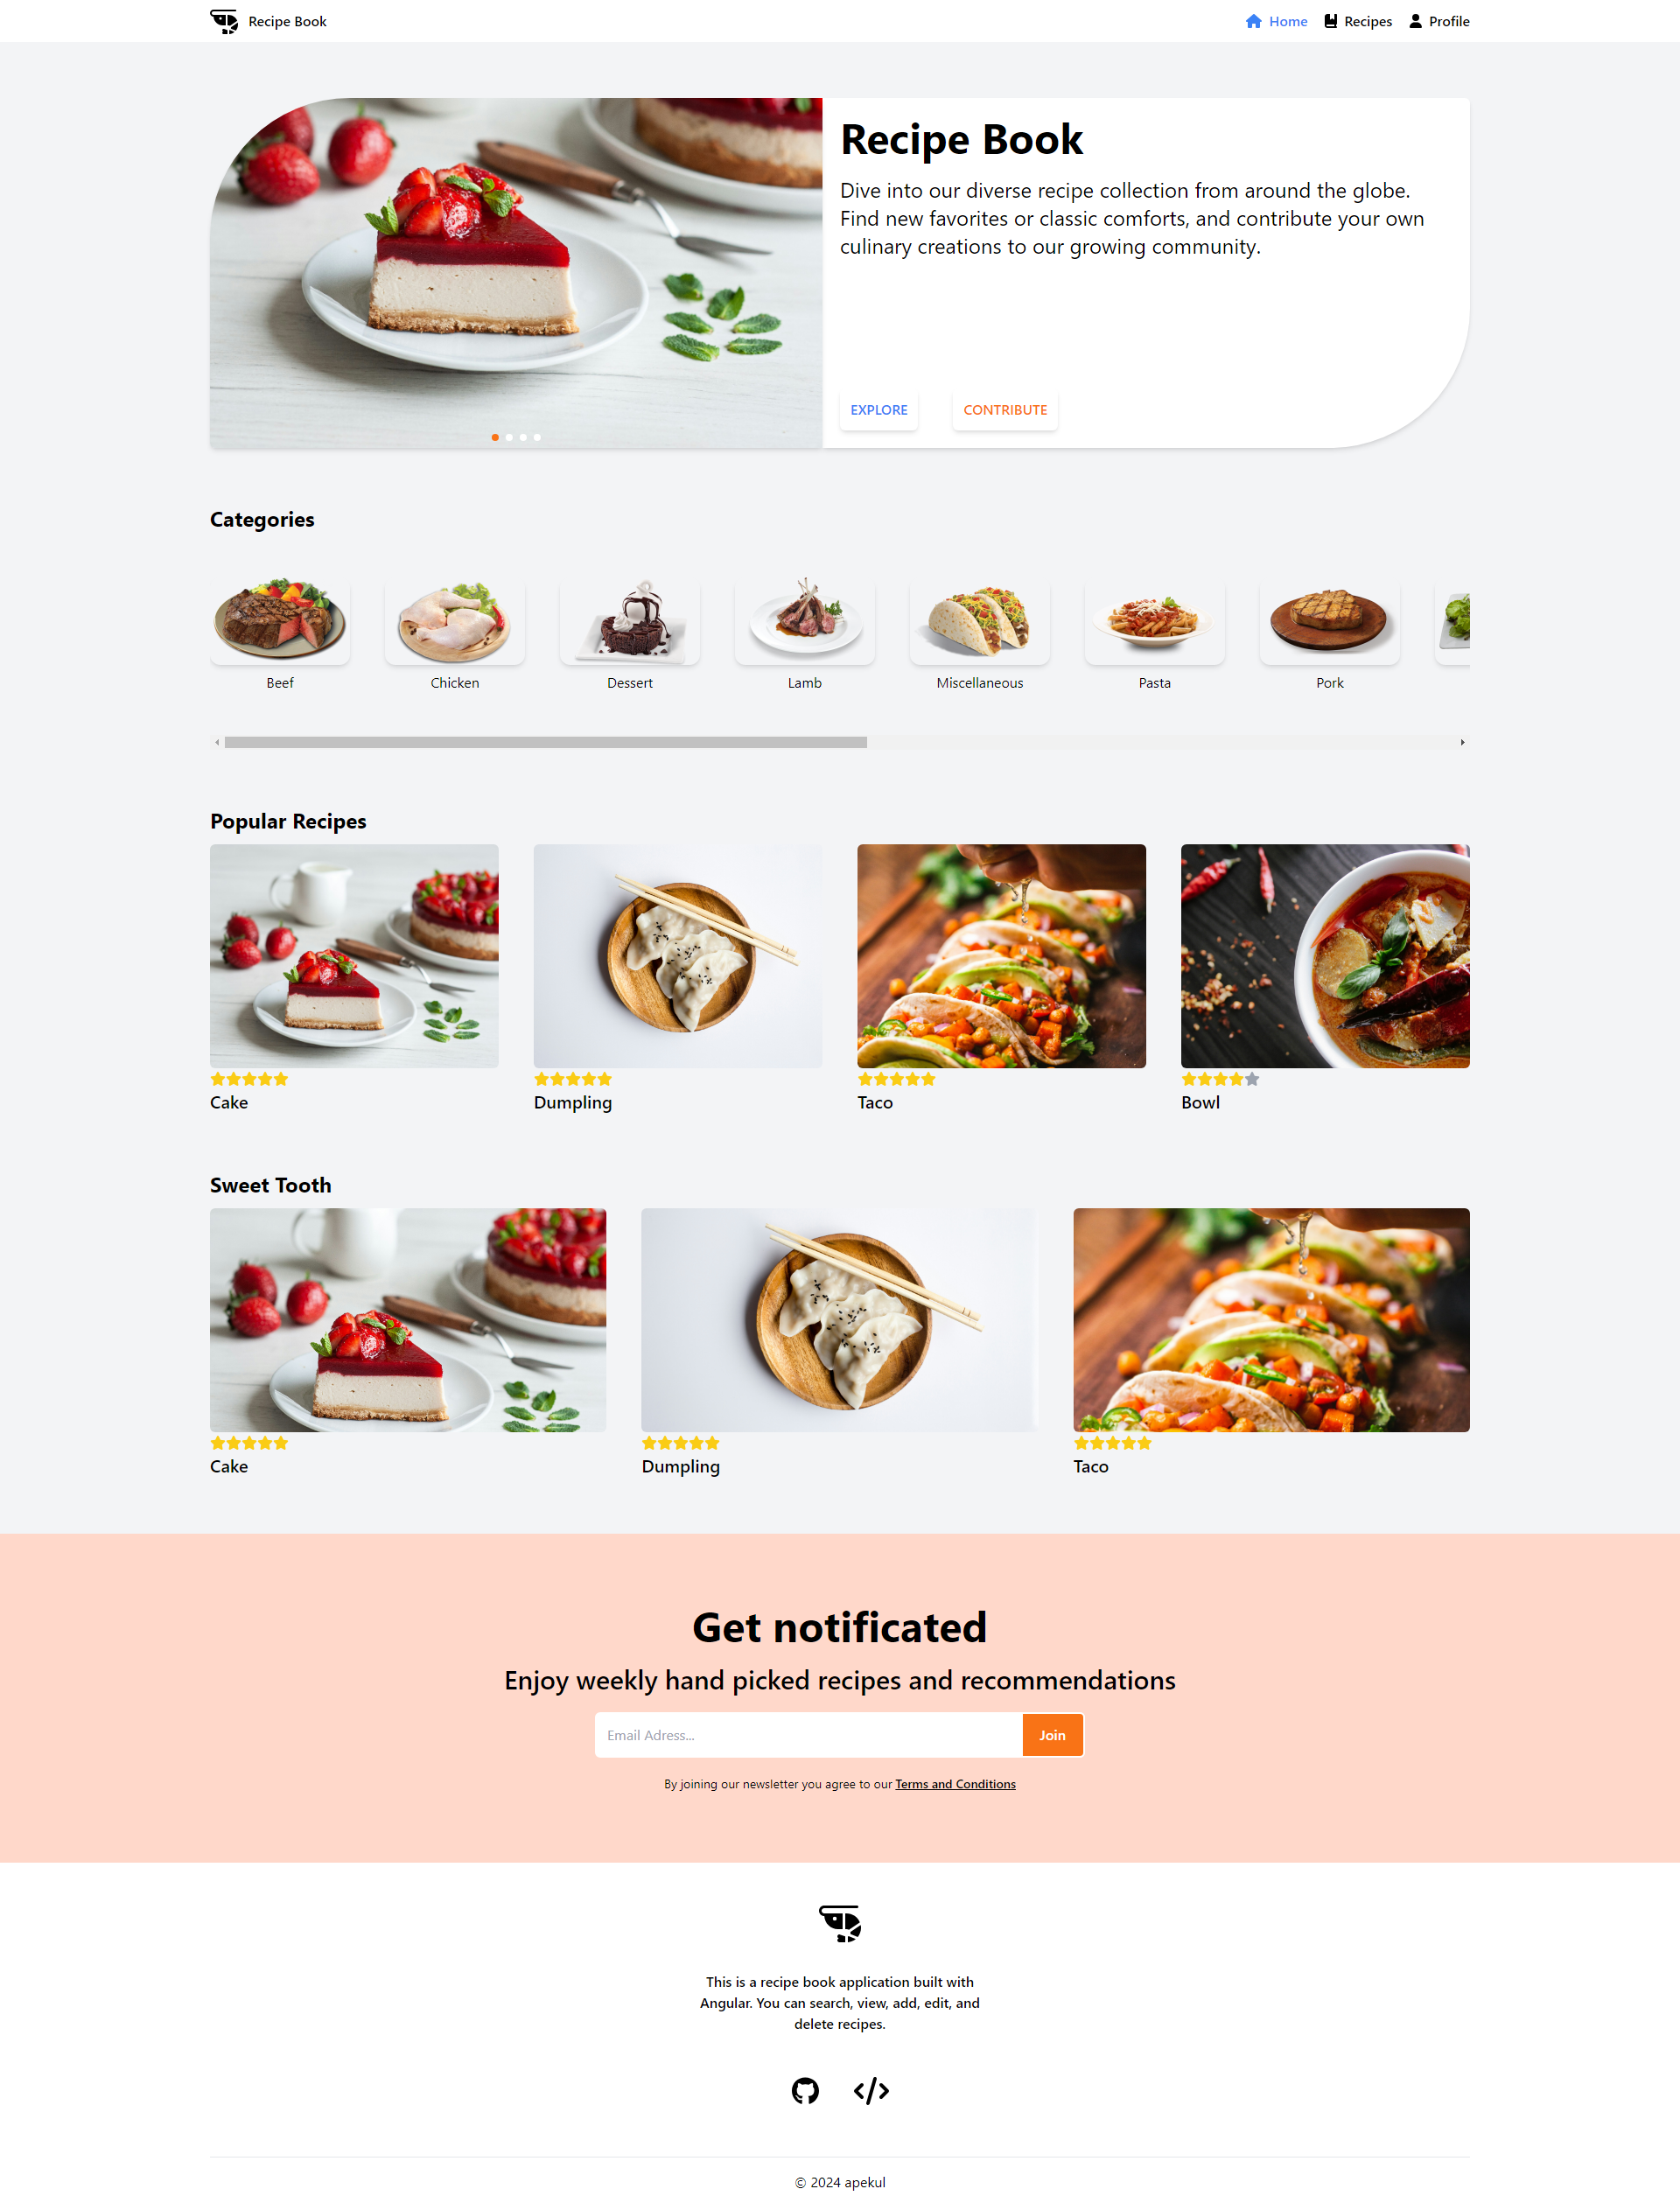 Recipe Book
Home
Recipes
Profile
Recipe Book
Dive into our diverse recipe collection from around the globe.
Find new favorites or classic comforts, and contribute your own
culinary creations to our growing community.
EXPLORE
CONTRIBUTE
Categories
Beef
Chicken
Dessert
Lamb
Miscellaneous
Pasta
Pork
Popular Recipes
Cake
Dumpling
Taco
Bowl
Sweet Tooth
Cake
Dumpling
Taco
Get notificated
Enjoy weekly hand picked recipes and recommendations
Email Adress...
Join
By joining our newsletter you agree to our Terms and Conditions
This is a recipe book application built with
Angular. You can search, view, add, edit, and
delete recipes.
© 2024 apekul